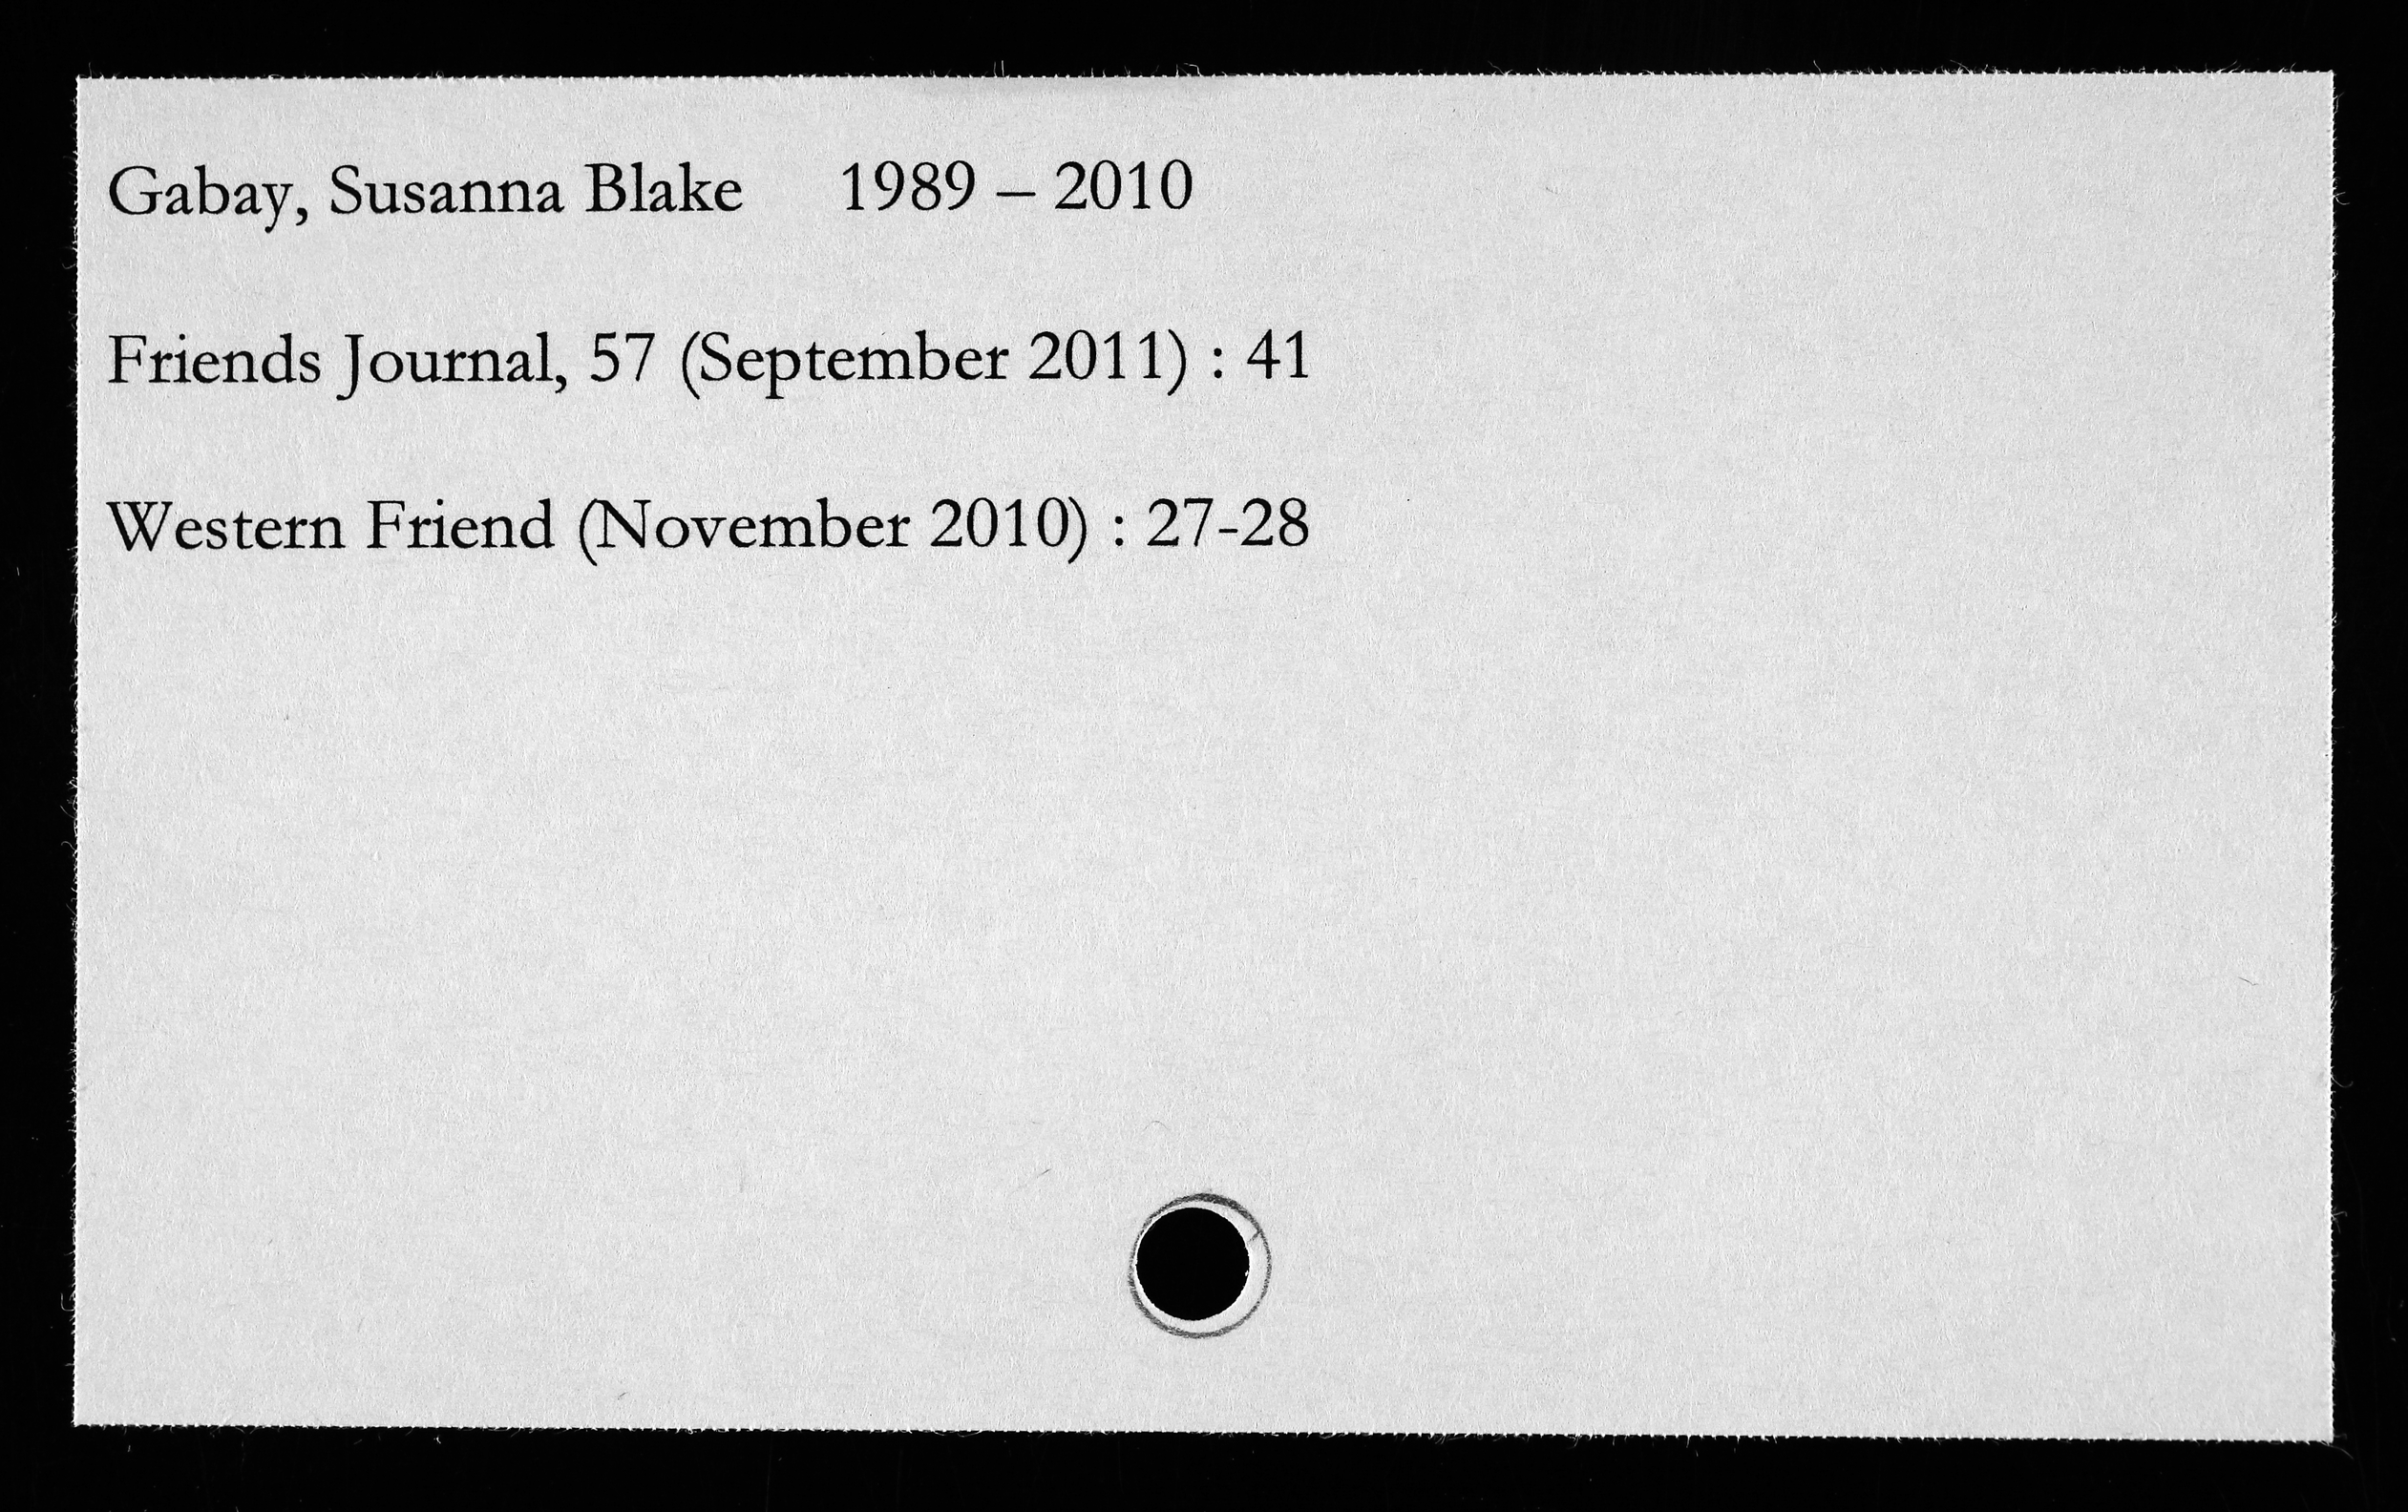 Gabay, Susanna Blake 1989 – 2010
Friends Journal, 57 (September 2011) : 41
Western Friend (November 2010) : 27-28